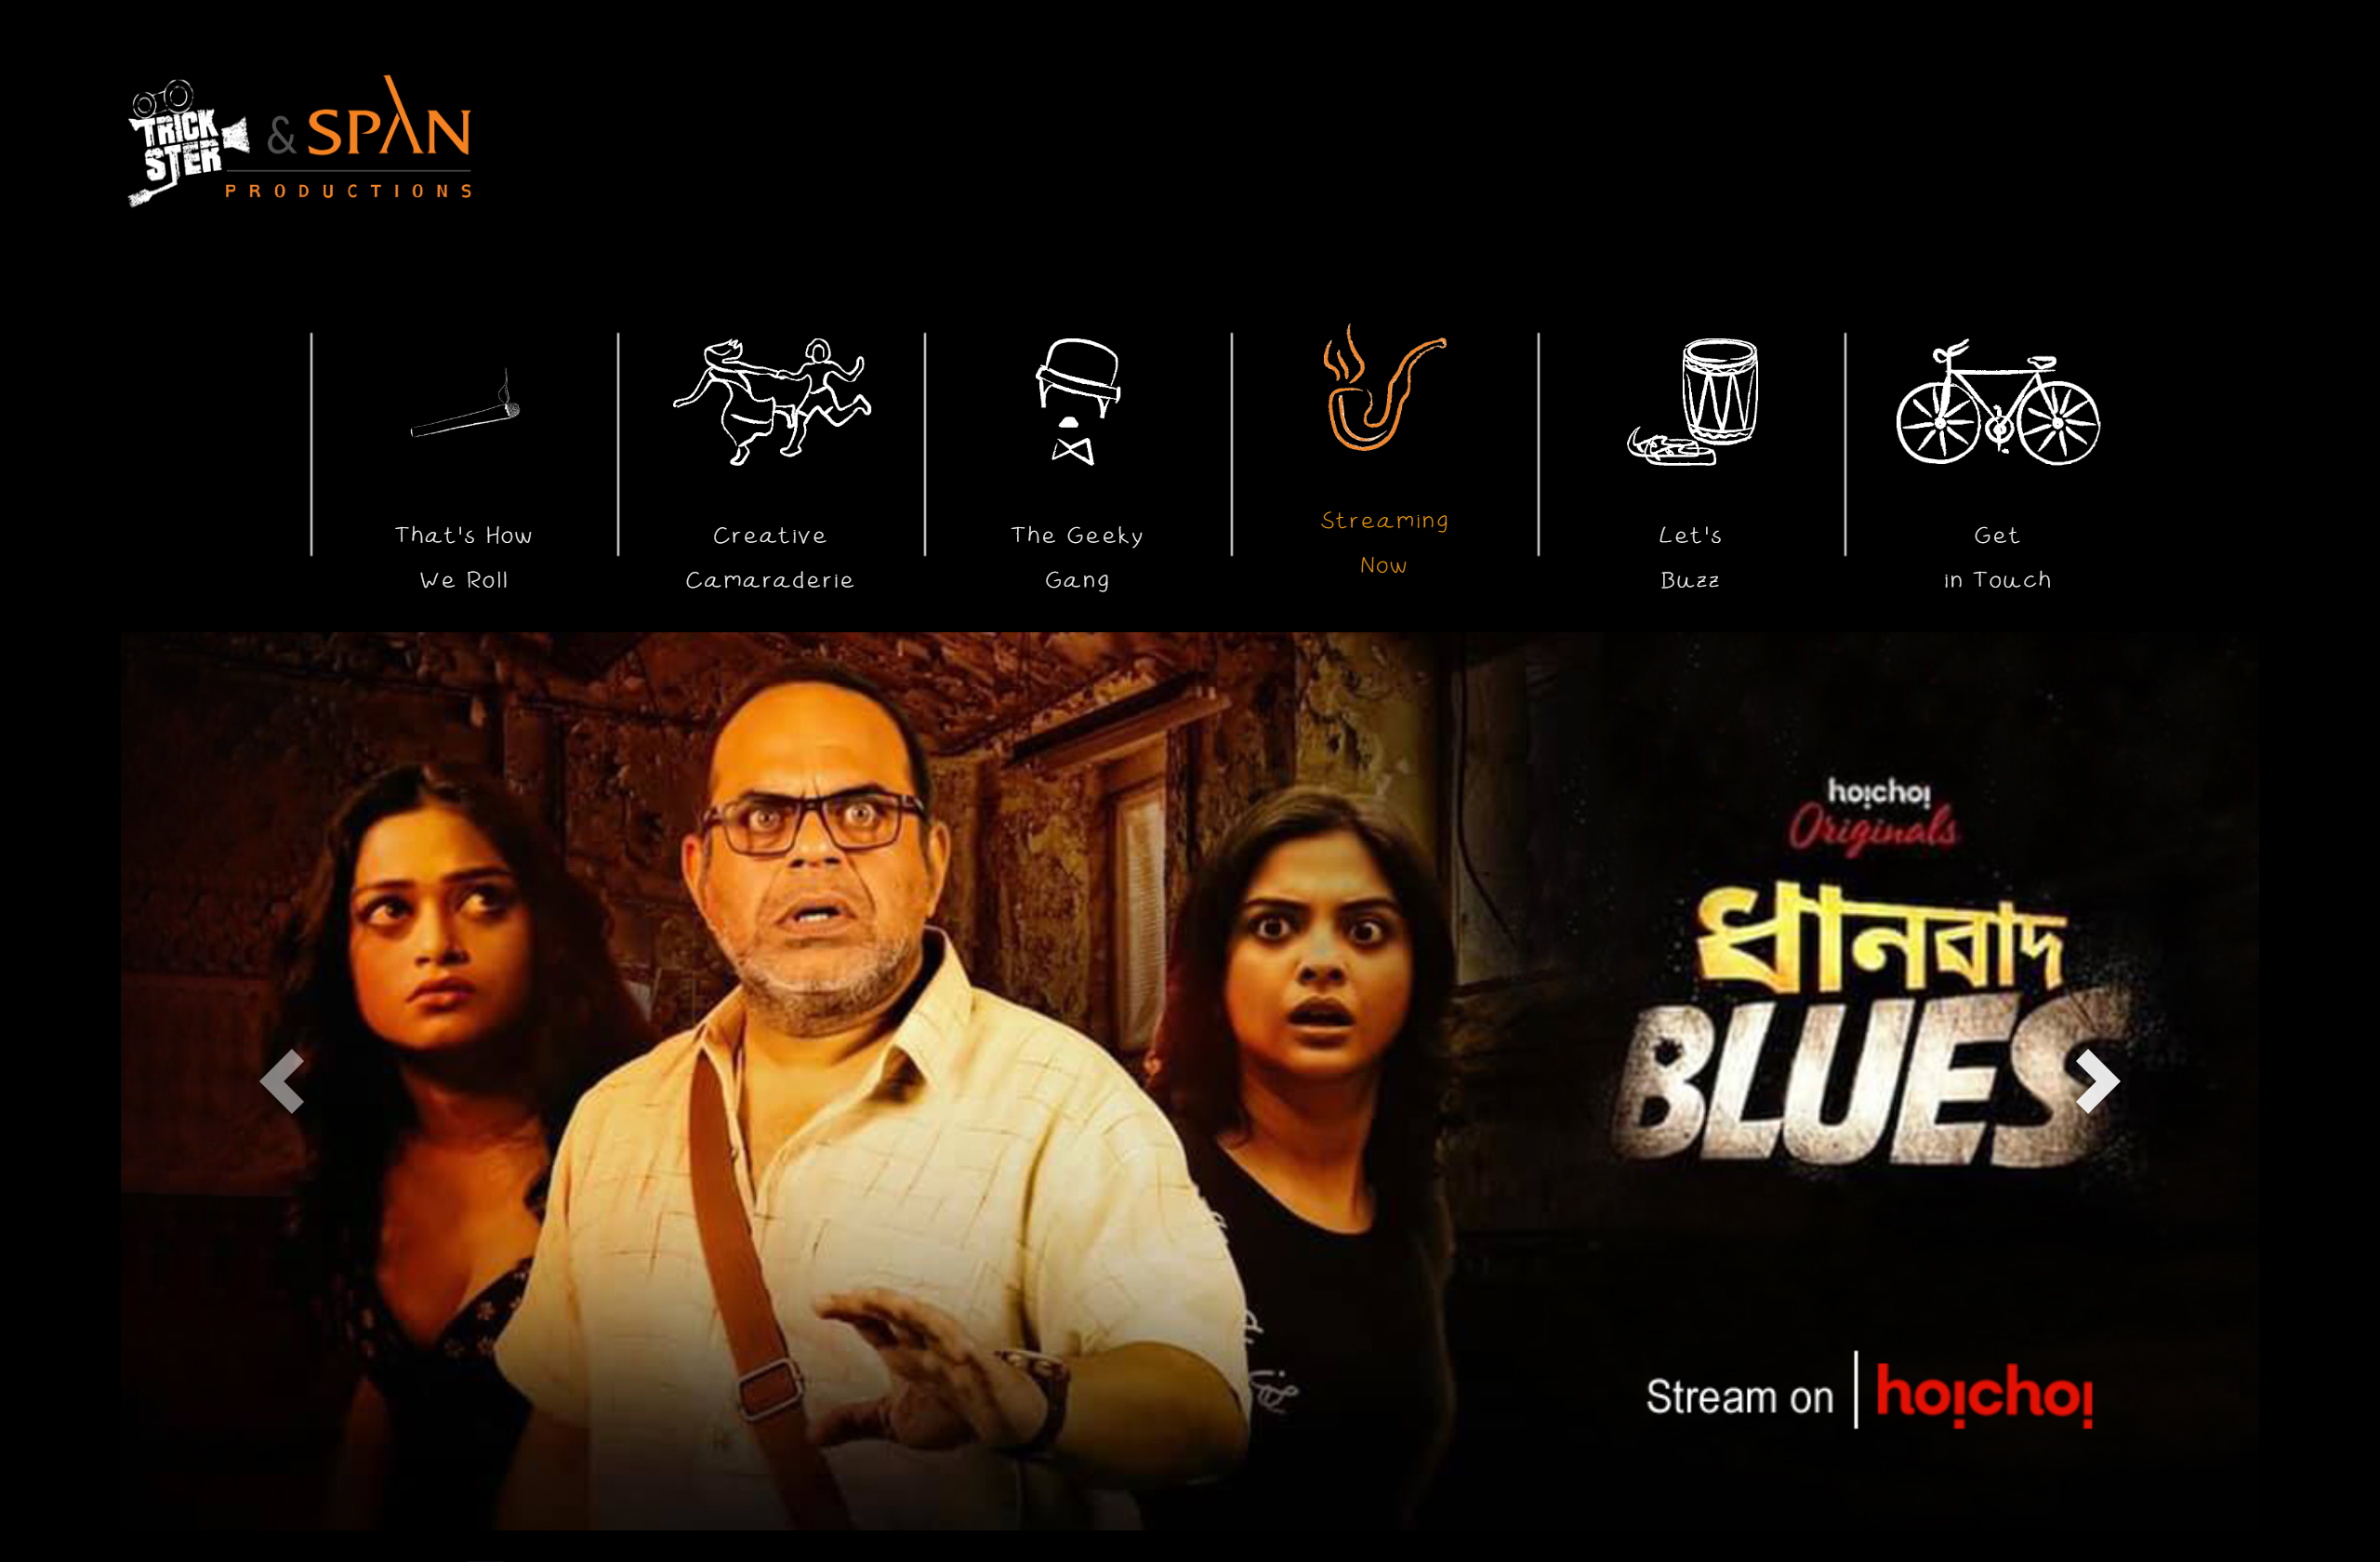 TRICK
STER
& SPAN
PRODUCTIONS
That's How
We Roll
Creative
Camaraderie
The Geeky
Gang
Streaming
Now
Let's
Buzz
Get
in Touch
hoichoi
Originals
ধানবাদ
BLUES
Stream on | hoichoi